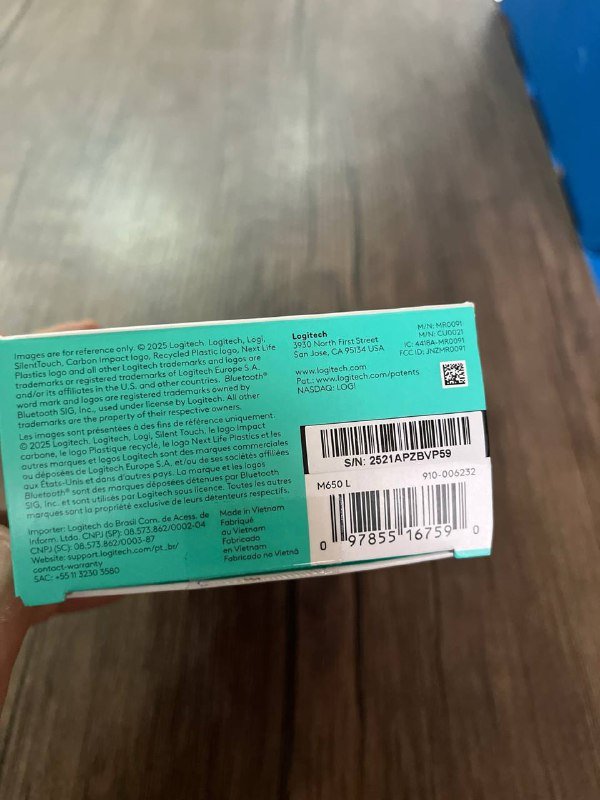 Images are for reference only. © 2025 Logitech. Logitech, Logi,
SilentTouch, Carbon Impact logo, Recycled Plastic logo, Next Life
Plastics logo and all other Logitech trademarks and logos are
trademarks or registered trademarks of Logitech Europe S.A.
and/or its affiliates in the U.S. and other countries. Bluetooth®
word mark and logos are registered trademarks owned by
Bluetooth SIG, Inc., used under license by Logitech. All other
trademarks are the property of their respective owners.
Les images sont présentées à des fins de référence uniquement.
© 2025 Logitech. Logitech, Logi, Silent Touch, le logo Impact
carbone, le logo Plastique recyclé, le logo Next Life Plastics et les
autres marques et logos Logitech sont des marques commerciales
ou déposées de Logitech Europe S.A. et/ou de ses sociétés affiliées
aux États-Unis et dans d'autres pays. La marque et les logos
Bluetooth® sont des marques déposées détenues par Bluetooth
SIG, Inc. et sont utilisés par Logitech sous licence. Toutes les autres
marques sont la propriété exclusive de leurs détenteurs respectifs.
Importer: Logitech do Brasil Com. de Acess. de
Inform. Ltda. CNPJ (SP): 08.573.862/0002-04
CNPJ (SC): 08.573.862/0003-87
Website: support.logitech.com/pt_br/
contact-warranty
SAC: +55 11 3230 3580
Made in Vietnam
Fabriqué
au Vietnam
Fabricado
en Vietnam
Fabricado no Vietnã
Logitech
3930 North First Street
San Jose, CA 95134 USA
www.logitech.com
Pat.: www.logitech.com/patents
NASDAQ: LOGI
M/N: MR0091
M/N: CU0021
IC: 4418A-MR0091
FCC ID: JNZMR0091
S/N: 2521APZBVP59
M650 L 910-006232
0 97855 16759 0